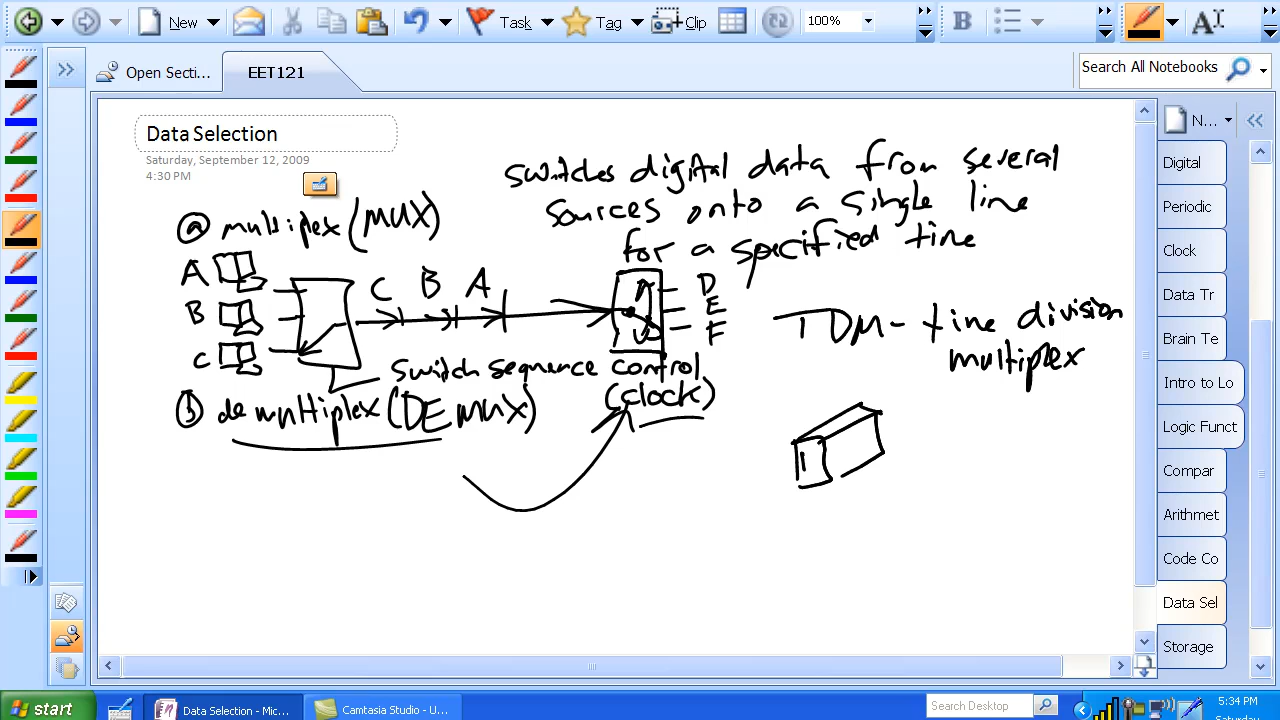 New
Task
Tag
Clip
100%
B
A
Open Secti...
EET121
Search All Notebooks
N...
Data Selection
Saturday, September 12, 2009
4:30 PM
switches digital data from several
sources onto a single line
for a specified time
ⓐ multiplex (MUX)
A
B
C
C B A
D
E
F
TDM - time division
multiplex
switch sequence control
(clock)
ⓑ demultiplex (DEMUX)
Digital
Periodic
Clock
Data Tr
Brain Te
Intro to Lo
Logic Funct
Compar
Arithmet
Code Co
Data Sel
Storage
start
Data Selection - Mic...
Camtasia Studio - U...
Search Desktop
5:34 PM
Saturday